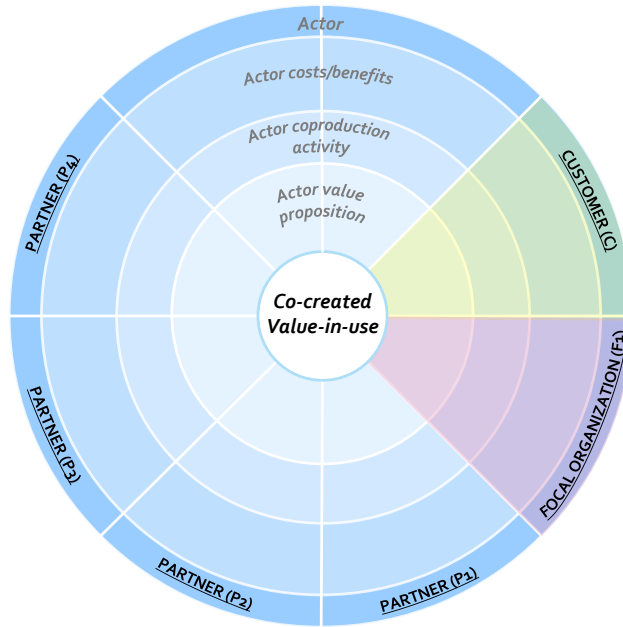 Actor
Actor costs/benefits
Actor coproduction
activity
Actor value
proposition
Co-created
Value-in-use
CUSTOMER (C)
FOCAL ORGANIZATION (F1)
PARTNER (P1)
PARTNER (P2)
PARTNER (P3)
PARTNER (P4)